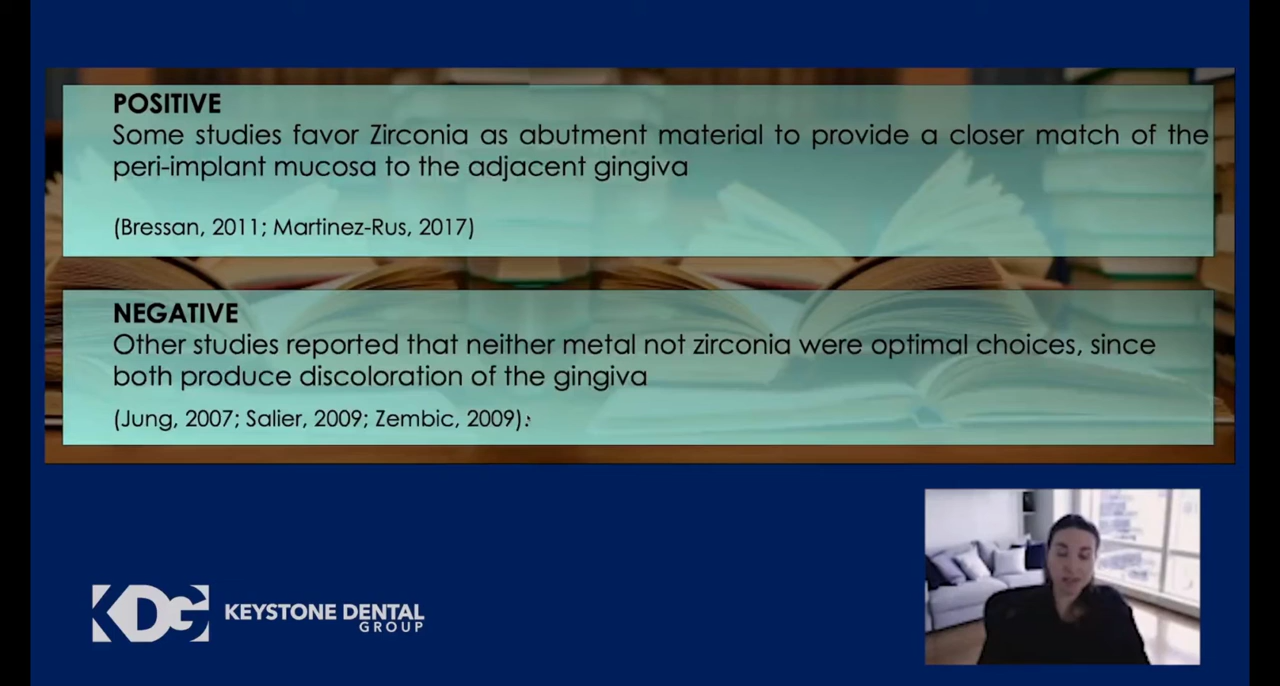 POSITIVE
Some studies favor Zirconia as abutment material to provide a closer match of the
peri-implant mucosa to the adjacent gingiva
(Bressan, 2011; Martinez-Rus, 2017)
NEGATIVE
Other studies reported that neither metal not zirconia were optimal choices, since
both produce discoloration of the gingiva
(Jung, 2007; Salier, 2009; Zembic, 2009).
KDG KEYSTONE DENTAL
GROUP